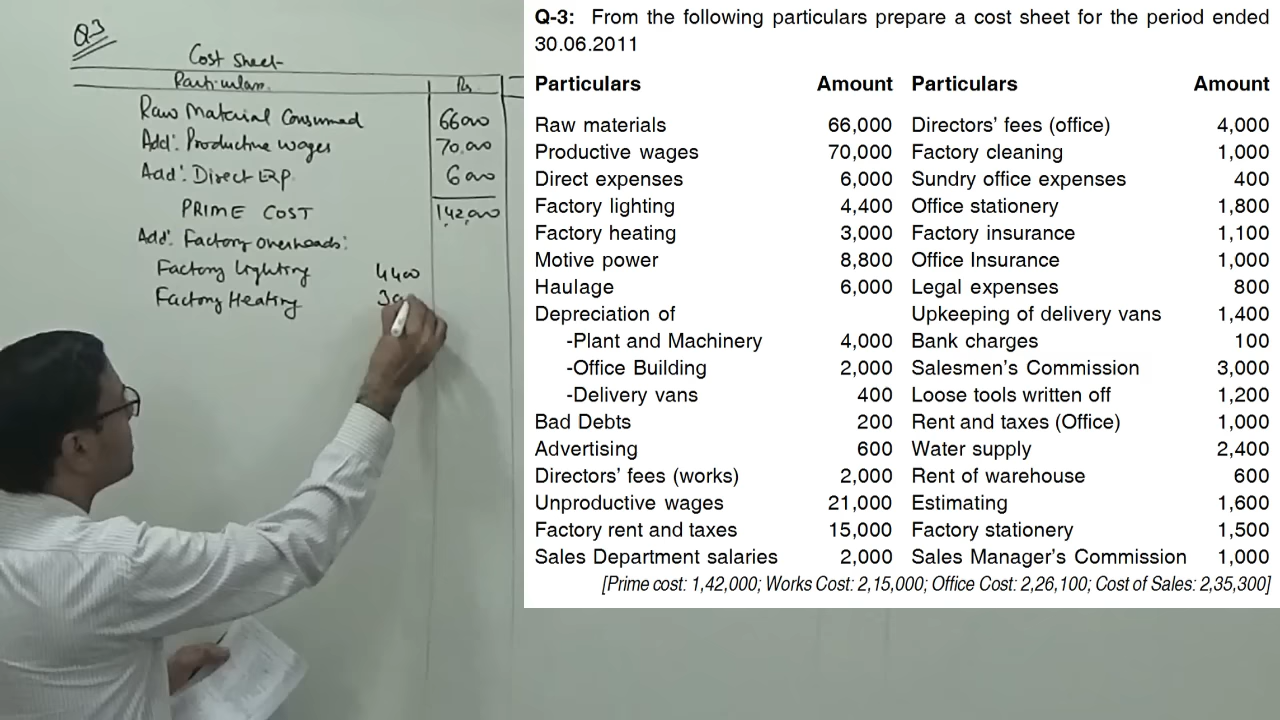 Q3
Cost Sheet
Particulars Rs
Raw Material Consumed 66000
Add: Productive wages 70,000
Add: Direct Exp. 6000
PRIME COST 142,000
Add: Factory overheads:
Factory Lighting 4400
Factory Heating
Q-3: From the following particulars prepare a cost sheet for the period ended
30.06.2011
Particulars Amount Particulars Amount
Raw materials 66,000 Directors' fees (office) 4,000
Productive wages 70,000 Factory cleaning 1,000
Direct expenses 6,000 Sundry office expenses 400
Factory lighting 4,400 Office stationery 1,800
Factory heating 3,000 Factory insurance 1,100
Motive power 8,800 Office Insurance 1,000
Haulage 6,000 Legal expenses 800
Depreciation of Upkeeping of delivery vans 1,400
-Plant and Machinery 4,000 Bank charges 100
-Office Building 2,000 Salesmen's Commission 3,000
-Delivery vans 400 Loose tools written off 1,200
Bad Debts 200 Rent and taxes (Office) 1,000
Advertising 600 Water supply 2,400
Directors' fees (works) 2,000 Rent of warehouse 600
Unproductive wages 21,000 Estimating 1,600
Factory rent and taxes 15,000 Factory stationery 1,500
Sales Department salaries 2,000 Sales Manager's Commission 1,000
[Prime cost: 1,42,000; Works Cost: 2,15,000; Office Cost: 2,26,100; Cost of Sales: 2,35,300]